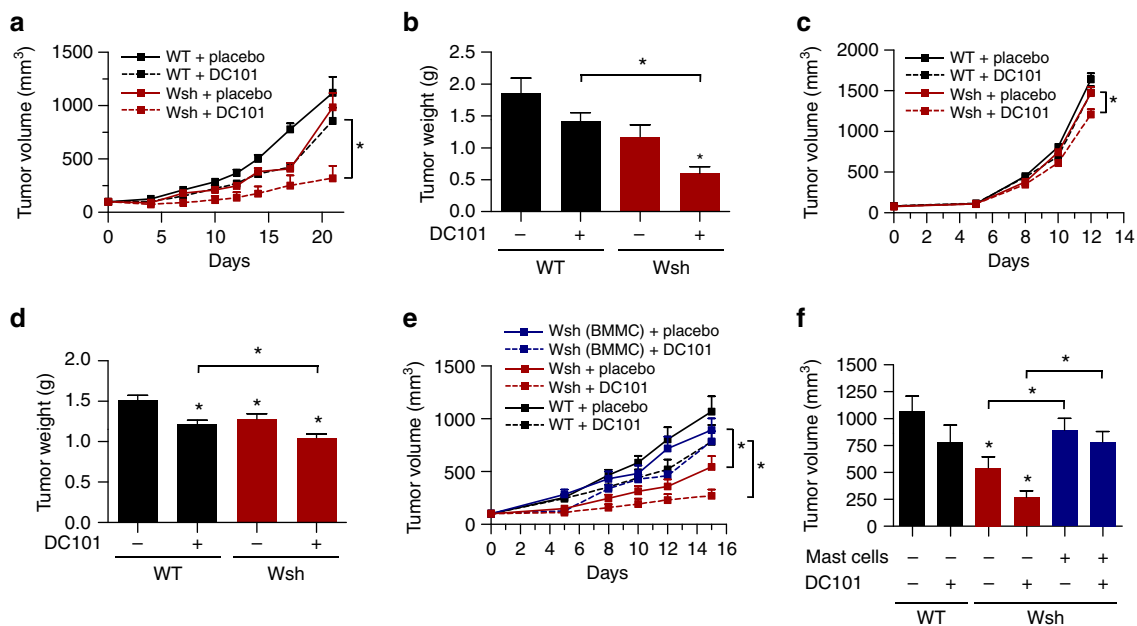 a
WT + placebo
WT + DC101
Wsh + placebo
Wsh + DC101
Tumor volume (mm³)
1500
1000
500
0
*
0 5 10 15 20
Days
b
Tumor weight (g)
2.5
2.0
1.5
1.0
0.5
0.0
*
*
DC101 – + – +
WT Wsh
c
WT + placebo
WT + DC101
Wsh + placebo
Wsh + DC101
Tumor volume (mm³)
2000
1500
1000
500
0
*
0 2 4 6 8 10 12 14
Days
d
Tumor weight (g)
2.0
1.5
1.0
0.5
0.0
*
* * *
DC101 – + – +
WT Wsh
e
Wsh (BMMC) + placebo
Wsh (BMMC) + DC101
Wsh + placebo
Wsh + DC101
WT + placebo
WT + DC101
Tumor volume (mm³)
1500
1000
500
0
* *
0 2 4 6 8 10 12 14 16
Days
f
Tumor volume (mm³)
1500
1250
1000
750
500
250
0
*
*
* *
Mast cells – – – – + +
DC101 – + – + – +
WT Wsh